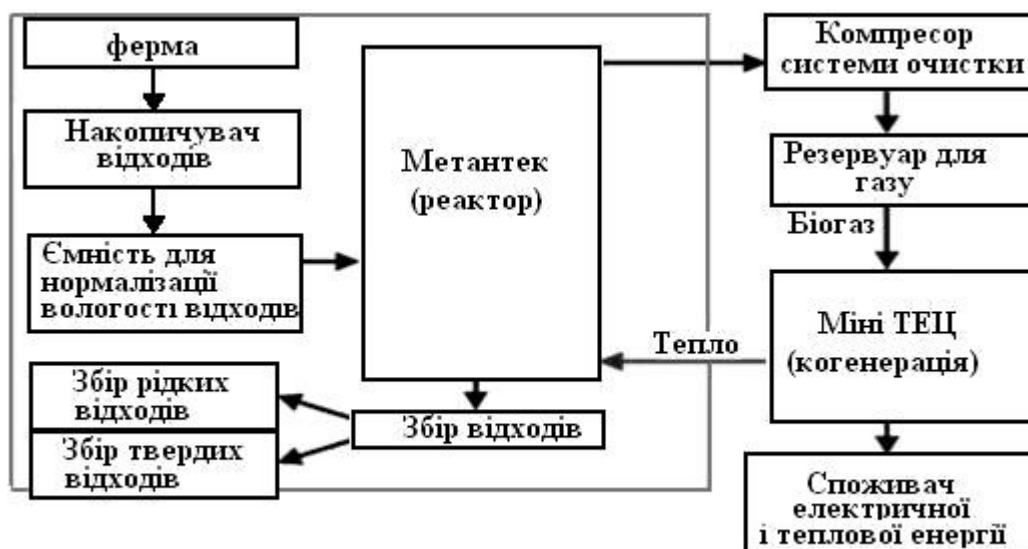 ферма
Накопичувач
відходів
Ємність для
нормалізації
вологості відходів
Метантек
(реактор)
Збір відходів
Збір рідких
відходів
Збір твердих
відходів
Компресор
системи очистки
Резервуар для
газу
Біогаз
Міні ТЕЦ
(когенерація)
Тепло
Споживач
електричної
і теплової енергії